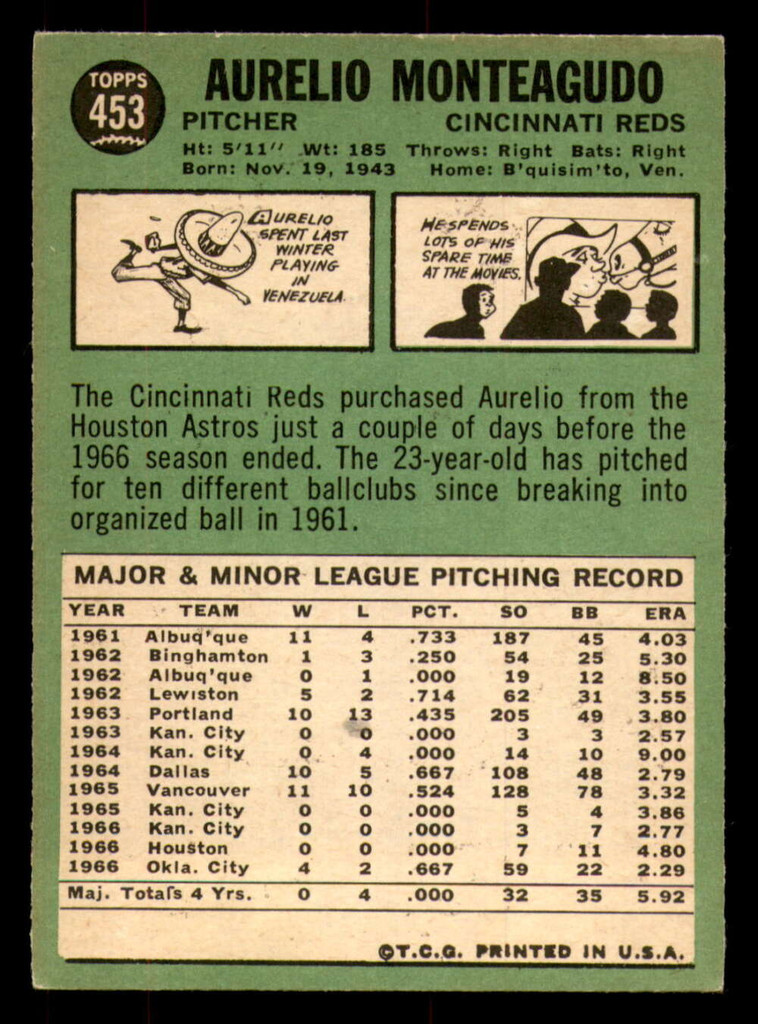 TOPPS
453
AURELIO MONTEAGUDO
PITCHER CINCINNATI REDS
Ht: 5'11" Wt: 185 Throws: Right Bats: Right
Born: Nov. 19, 1943 Home: B'quisim'to, Ven.
AURELIO
SPENT LAST
WINTER
PLAYING
IN
VENEZUELA.
HE SPENDS
LOTS OF HIS
SPARE TIME
AT THE MOVIES.
The Cincinnati Reds purchased Aurelio from the
Houston Astros just a couple of days before the
1966 season ended. The 23-year-old has pitched
for ten different ballclubs since breaking into
organized ball in 1961.
MAJOR & MINOR LEAGUE PITCHING RECORD
YEAR TEAM W L PCT. SO BB ERA
1961 Albuq'que 11 4 .733 187 45 4.03
1962 Binghamton 1 3 .250 54 25 5.30
1962 Albuq'que 0 1 .000 19 12 8.50
1962 Lewiston 5 2 .714 62 31 3.55
1963 Portland 10 13 .435 205 49 3.80
1963 Kan. City 0 0 .000 3 3 2.57
1964 Kan. City 0 4 .000 14 10 9.00
1964 Dallas 10 5 .667 108 48 2.79
1965 Vancouver 11 10 .524 128 78 3.32
1965 Kan. City 0 0 .000 5 4 3.86
1966 Kan. City 0 0 .000 3 7 2.77
1966 Houston 0 0 .000 7 11 4.80
1966 Okla. City 4 2 .667 59 22 2.29
Maj. Totals 4 Yrs. 0 4 .000 32 35 5.92
©T.C.G. PRINTED IN U.S.A.